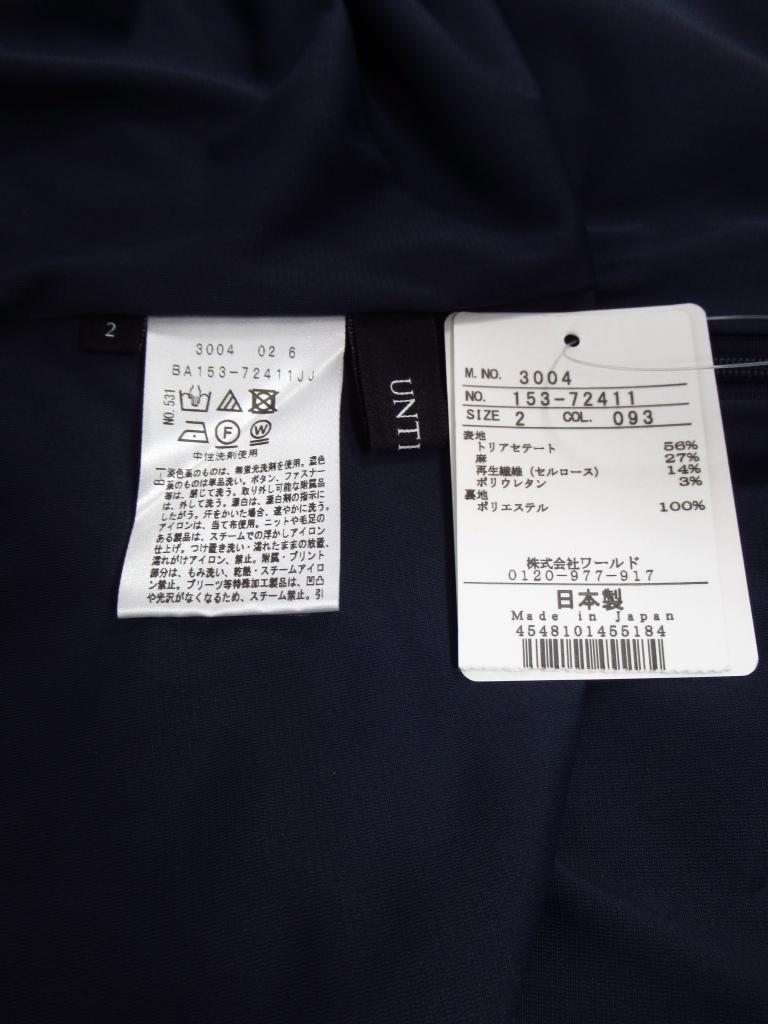 2
3004 02 6
BA153-72411JJ
NO.531
F
W
中性洗剤使用
B-1
淡色系のものは、無蛍光洗剤を使用。濃色
系のものは単品洗い。ボタン、ファスナー
等は、閉じて洗う。取り外し可能な附属品
は、外して洗う。漂白は、漂白剤の指示に
したがう。汗をかいた場合、速やかに洗う。
アイロンは、当て布使用。ニットや毛足の
ある製品は、スチームでの浮かしアイロン
仕上げ。つけ置き洗い・濡れたままの放置、
濡れがけアイロン、禁止。附属・プリント
部分は、もみ洗い、乾熱・スチームアイロ
ン禁止。プリーツ等特殊加工製品は、凹凸
や光沢がなくなるため、スチーム禁止。引
UNTI
M.NO. 3004
NO. 153-72411
SIZE 2 COL. 093
表地
トリアセテート 56%
麻 27%
再生繊維（セルロース） 14%
ポリウレタン 3%
裏地
ポリエステル 100%
株式会社ワールド
0120-977-917
日本製
Made in Japan
4548101455184